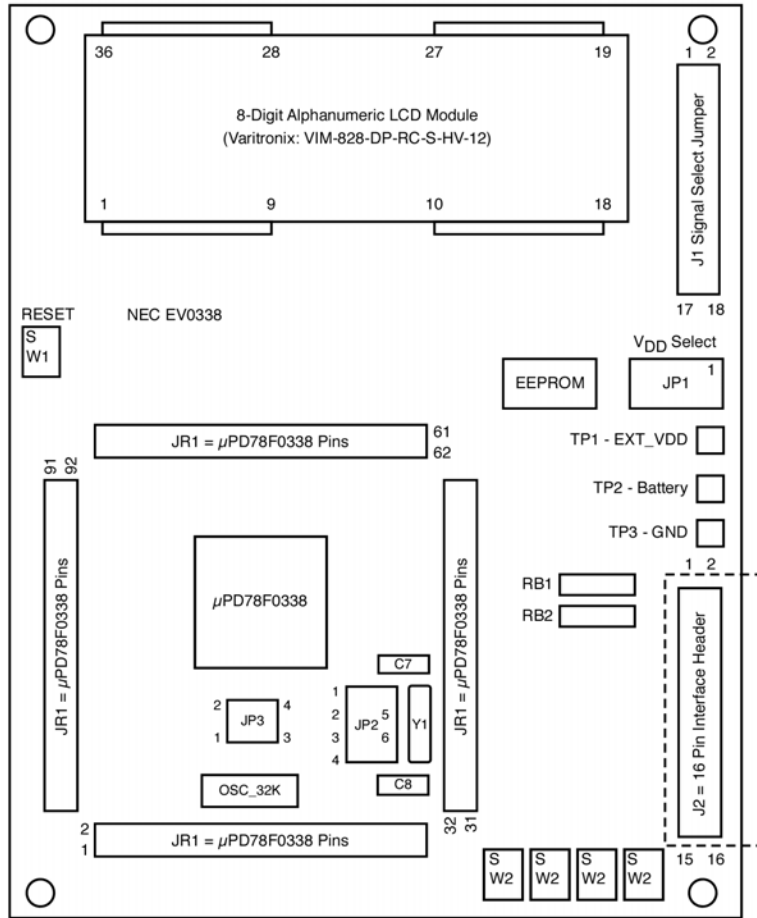 36 28 27 19
8-Digit Alphanumeric LCD Module
(Varitronix: VIM-828-DP-RC-S-HV-12)
1 9 10 18
1 2
J1 Signal Select Jumper
17 18
RESET
S
W1
NEC EV0338
VDD Select
EEPROM
JP1
1
TP1 - EXT_VDD
TP2 - Battery
TP3 - GND
JR1 = µPD78F0338 Pins
61
62
91
92
JR1 = µPD78F0338 Pins
µPD78F0338
JR1 = µPD78F0338 Pins
32
31
RB1
RB2
1 2
J2 = 16 Pin Interface Header
15 16
C7
2 4
JP3
1 3
1
2 5
JP2
3 6
4
Y1
OSC_32K
C8
2
1
JR1 = µPD78F0338 Pins
S
W2
S
W2
S
W2
S
W2